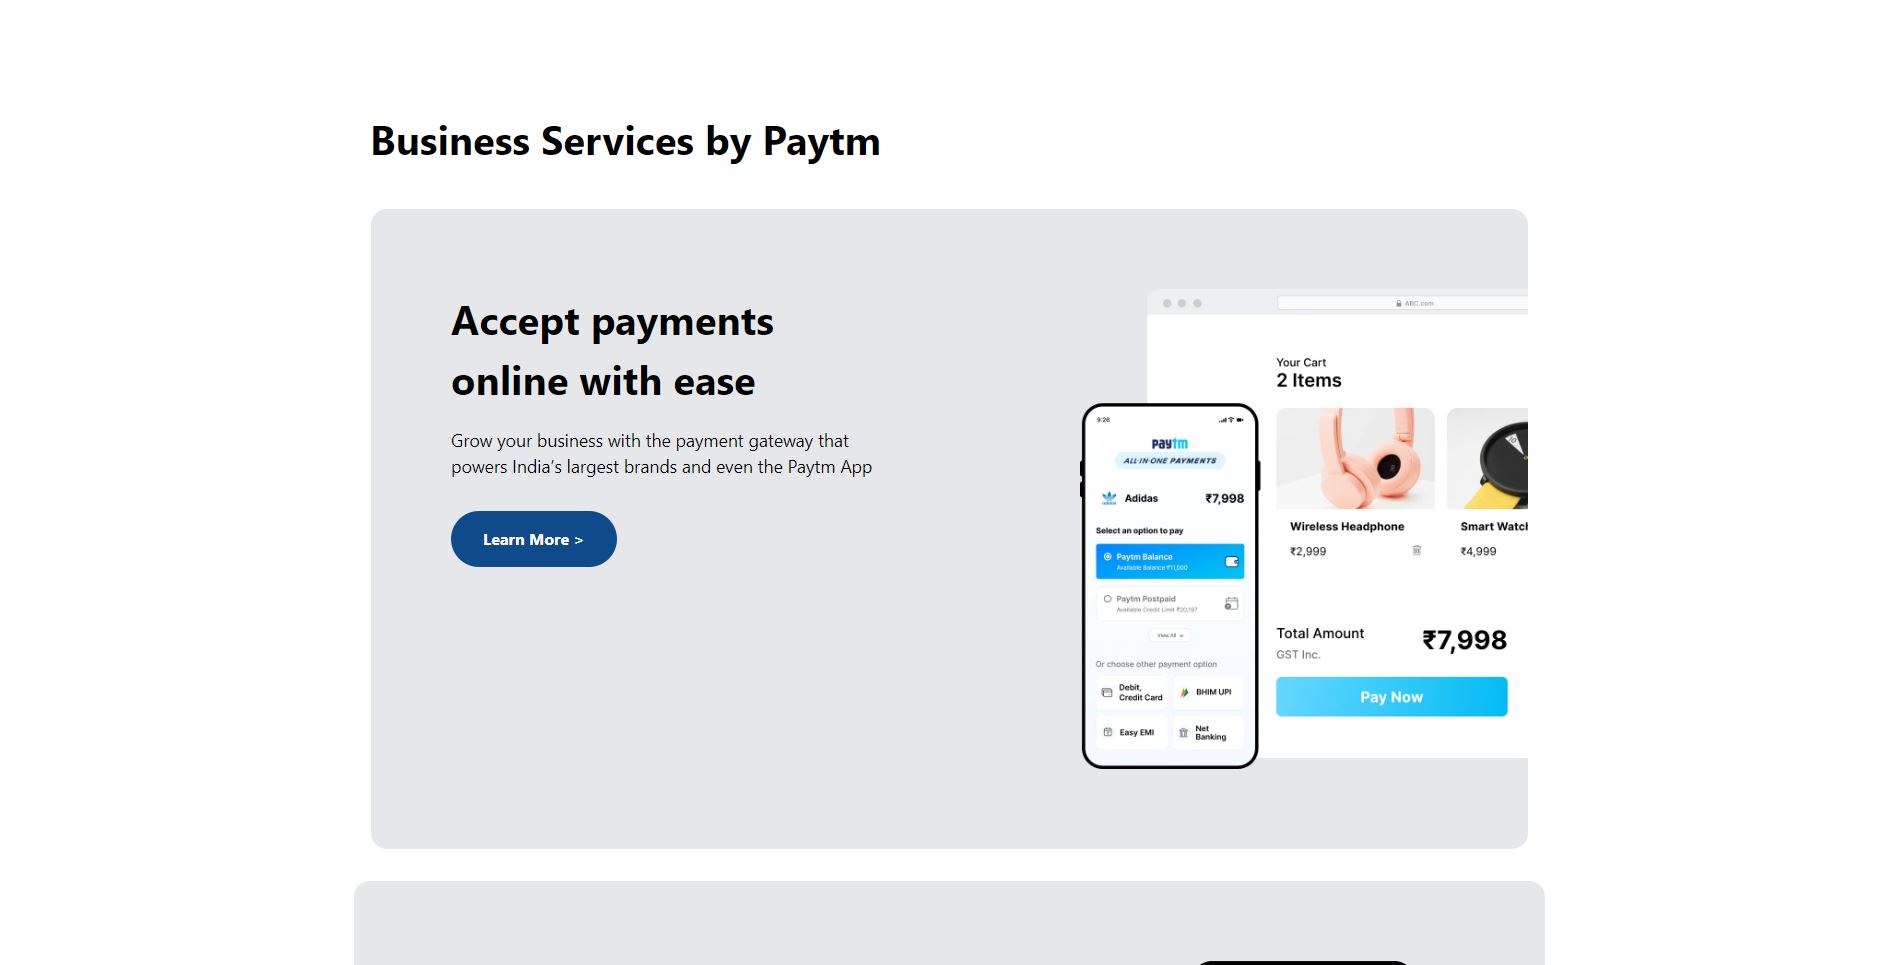 Business Services by Paytm
Accept payments
online with ease
Grow your business with the payment gateway that
powers India’s largest brands and even the Paytm App
Learn More >
ABC.com
Your Cart
2 Items
Wireless Headphone
₹2,999
Smart Watch
₹4,999
Total Amount
GST Inc.
₹7,998
Pay Now
9:26
paytm
ALL-IN-ONE PAYMENTS
Adidas
₹7,998
Select an option to pay
Paytm Balance
Available Balance ₹11,000
Paytm Postpaid
Available Credit Limit ₹20,197
View All
Or choose other payment option
Debit,
Credit Card
BHIM UPI
Easy EMI
Net
Banking